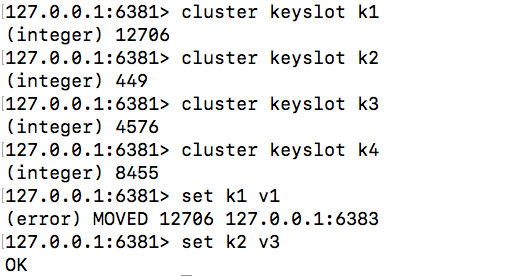 [127.0.0.1:6381> cluster keyslot k1
(integer) 12706
[127.0.0.1:6381> cluster keyslot k2
(integer) 449
[127.0.0.1:6381> cluster keyslot k3
(integer) 4576
[127.0.0.1:6381> cluster keyslot k4
(integer) 8455
[127.0.0.1:6381> set k1 v1
(error) MOVED 12706 127.0.0.1:6383
[127.0.0.1:6381> set k2 v3
OK